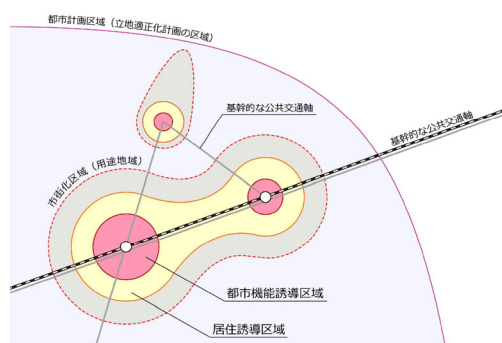 都市計画区域（立地適正化計画の区域）
基幹的な公共交通軸
基幹的な公共交通軸
市街化区域（用途地域）
都市機能誘導区域
居住誘導区域